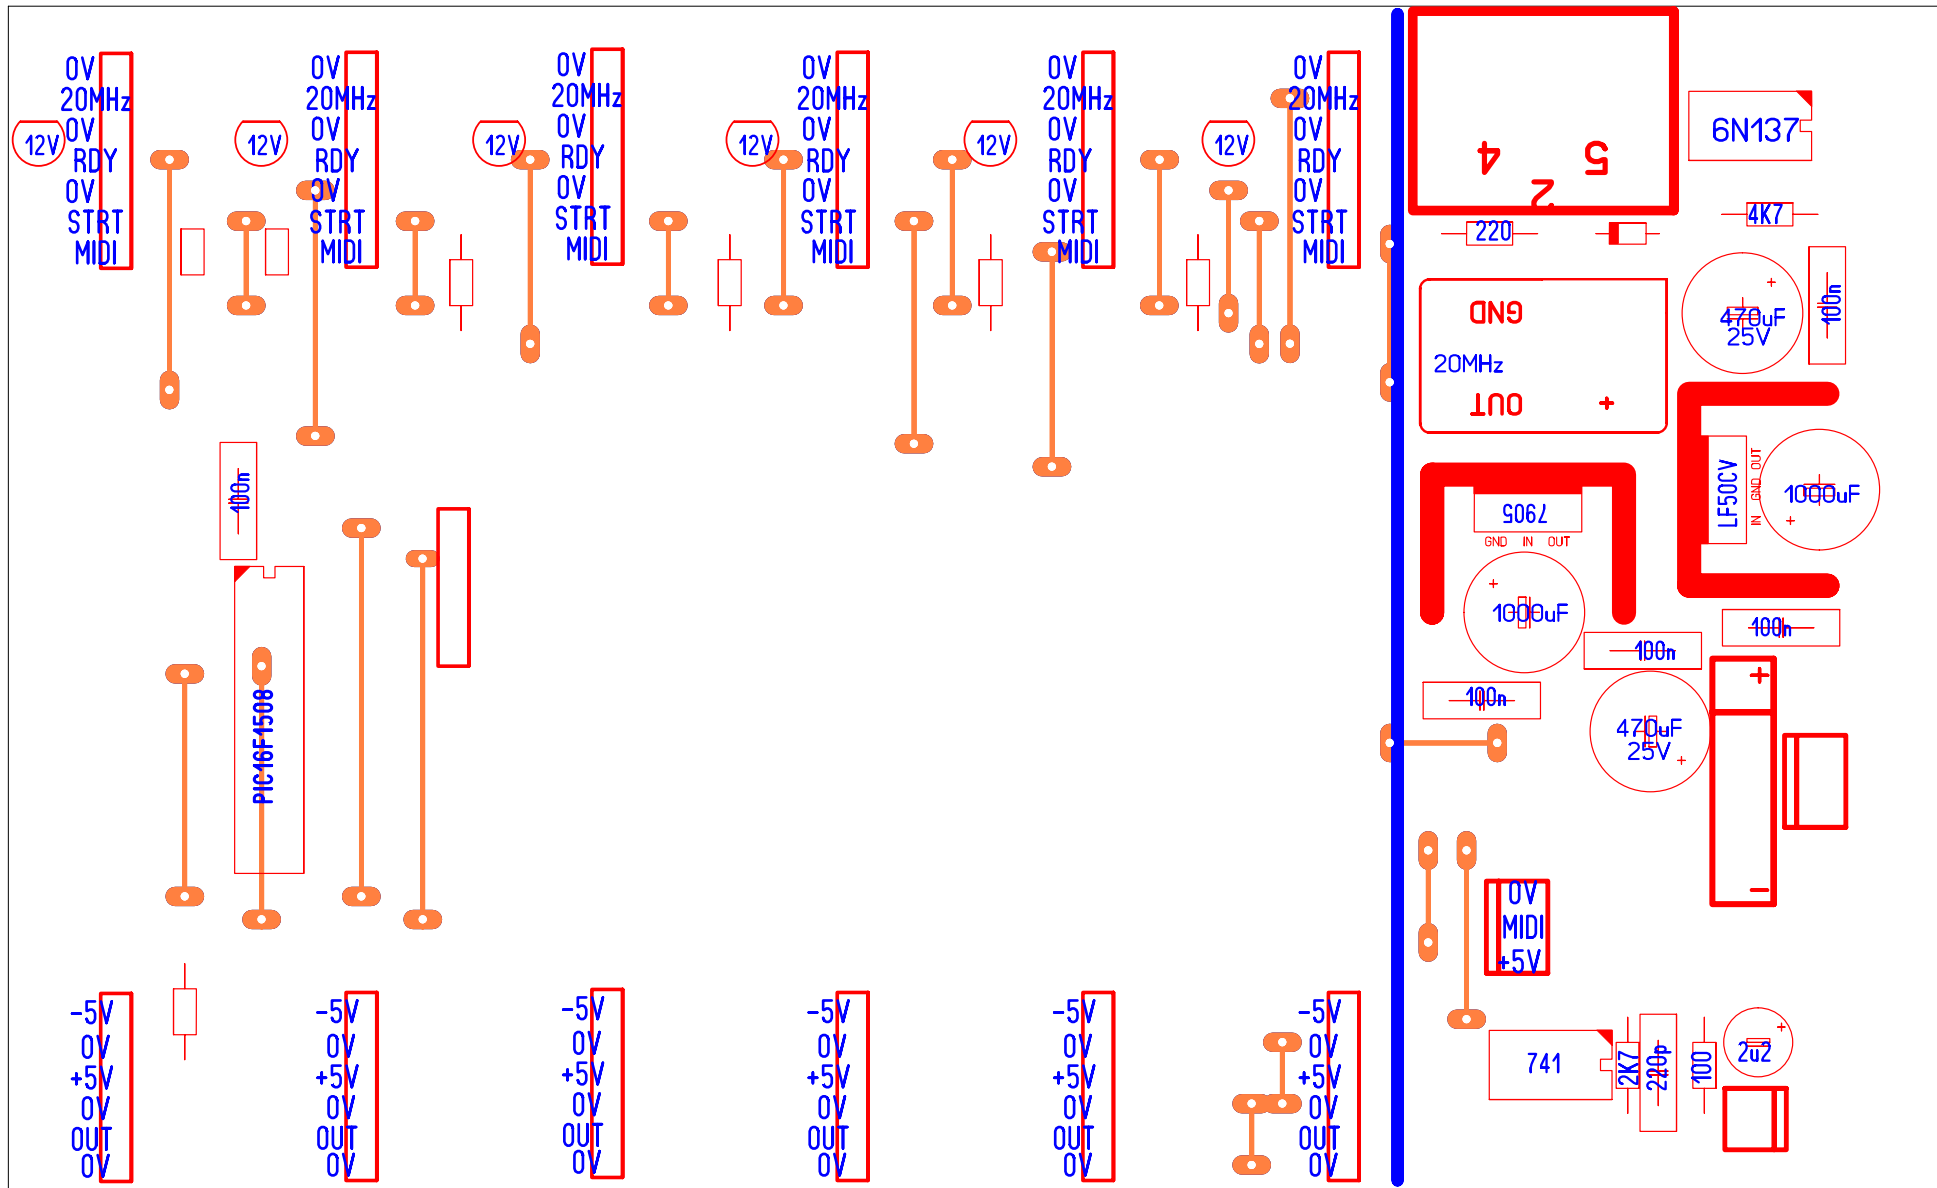 0V
20MHz
0V
RDY
0V
STRT
MIDI
12V
0V
20MHz
0V
RDY
0V
STRT
MIDI
12V
0V
20MHz
0V
RDY
0V
STRT
MIDI
12V
0V
20MHz
0V
RDY
0V
STRT
MIDI
12V
0V
20MHz
0V
RDY
0V
STRT
MIDI
12V
0V
20MHz
0V
RDY
0V
STRT
MIDI
12V
4 5
2
6N137
220
4K7
GND
20MHz
OUT +
+
470uF
25V
100n
100n
PIC16F1508
7905
GND IN OUT
LF50CV
IN GND OUT
1000uF
+
+
1000uF
100n
100n
100n
470uF
25V
+
+
−
0V
MIDI
+5V
-5V
0V
+5V
0V
OUT
0V
-5V
0V
+5V
0V
OUT
0V
-5V
0V
+5V
0V
OUT
0V
-5V
0V
+5V
0V
OUT
0V
-5V
0V
+5V
0V
OUT
0V
-5V
0V
+5V
0V
OUT
0V
741
2K7
220p
100
+
2u2